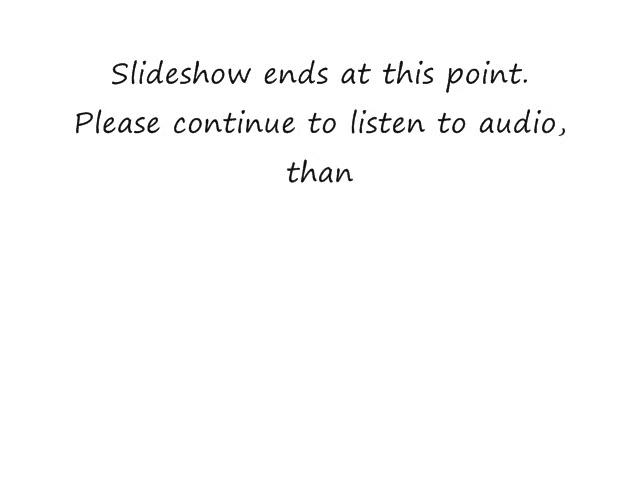 Slideshow ends at this point.
Please continue to listen to audio,
than